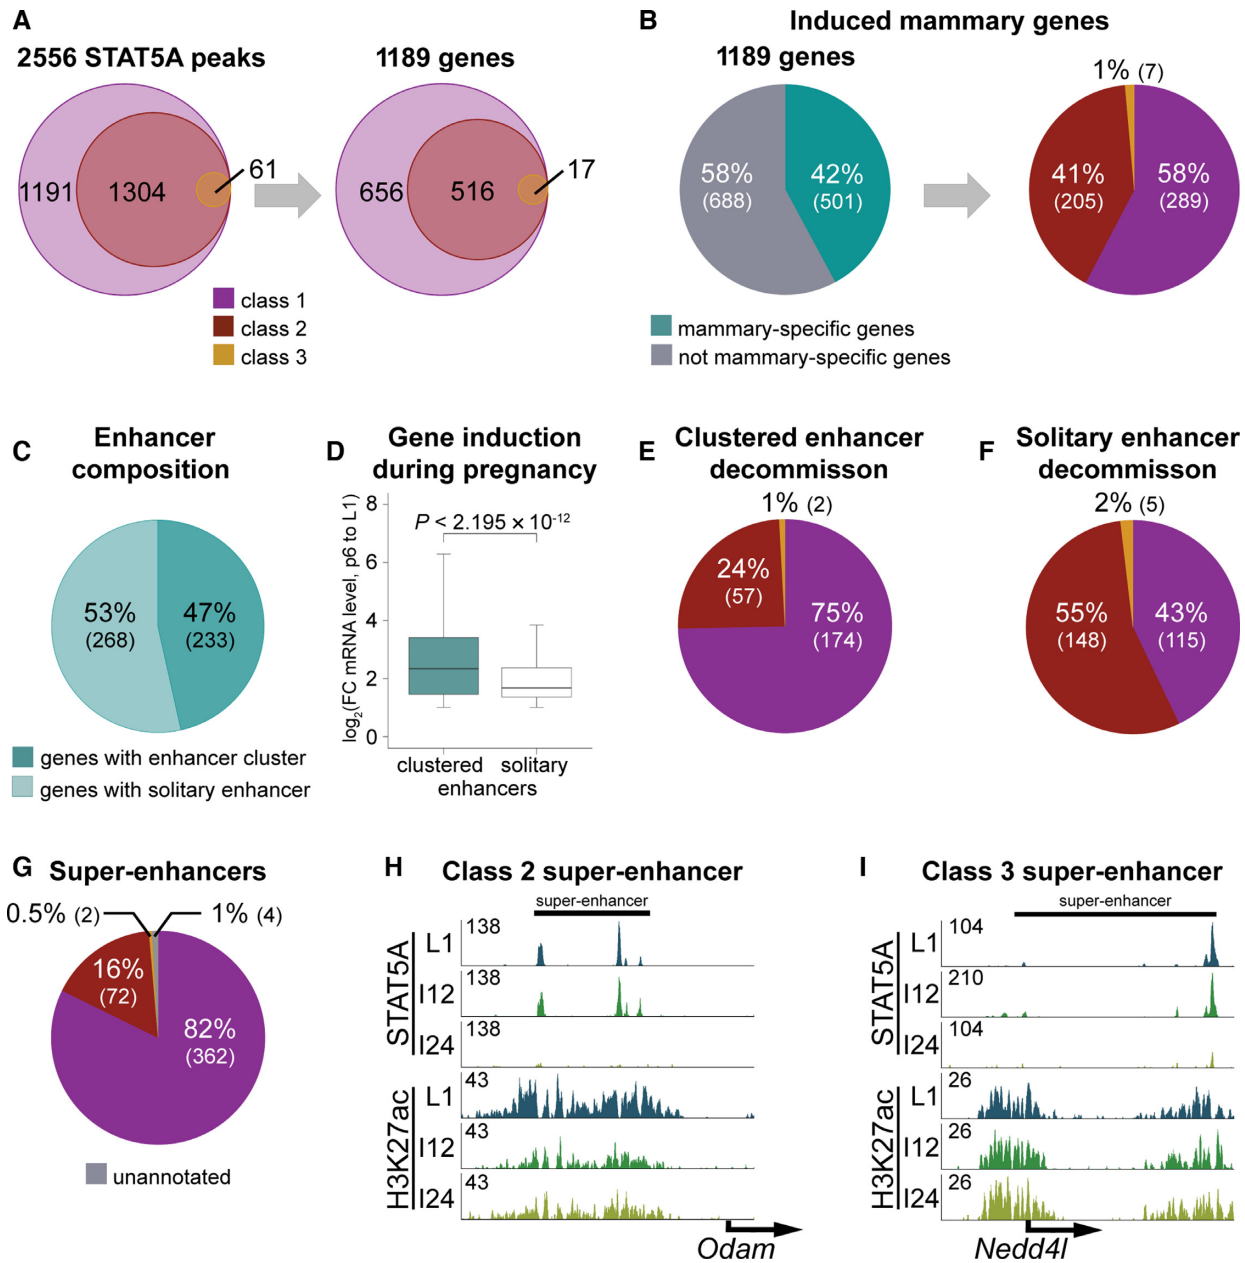 A
2556 STAT5A peaks
1189 genes
1191
1304
61
656
516
17
class 1
class 2
class 3
B
Induced mammary genes
1189 genes
58%
(688)
42%
(501)
1% (7)
41%
(205)
58%
(289)
mammary-specific genes
not mammary-specific genes
C
Enhancer
composition
53%
(268)
47%
(233)
genes with enhancer cluster
genes with solitary enhancer
D
Gene induction
during pregnancy
log2(FC mRNA level, p6 to L1)
8
6
4
2
0
P < 2.195 × 10-12
clustered
solitary
enhancers
E
Clustered enhancer
decommisson
1% (2)
24%
(57)
75%
(174)
F
Solitary enhancer
decommisson
2% (5)
55%
(148)
43%
(115)
G
Super-enhancers
0.5% (2)
1% (4)
16%
(72)
82%
(362)
unannotated
H
Class 2 super-enhancer
super-enhancer
STAT5A
L1
138
I12
138
I24
138
H3K27ac
L1
43
I12
43
I24
43
Odam
I
Class 3 super-enhancer
super-enhancer
STAT5A
L1
104
I12
210
I24
104
H3K27ac
L1
26
I12
26
I24
26
Nedd4l